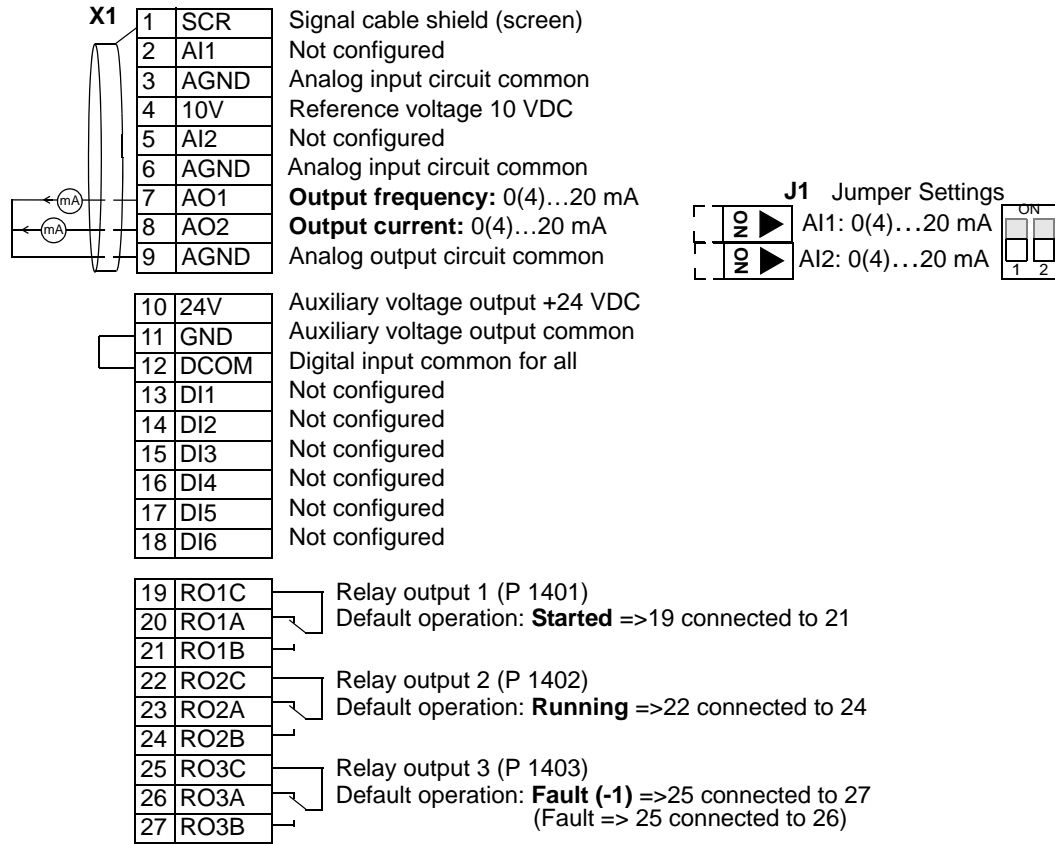 X1
1 SCR Signal cable shield (screen)
2 AI1 Not configured
3 AGND Analog input circuit common
4 10V Reference voltage 10 VDC
5 AI2 Not configured
6 AGND Analog input circuit common
mA 7 AO1 Output frequency: 0(4)…20 mA
mA 8 AO2 Output current: 0(4)…20 mA
9 AGND Analog output circuit common
J1 Jumper Settings
ON AI1: 0(4)…20 mA ON
ON AI2: 0(4)…20 mA 1 2
10 24V Auxiliary voltage output +24 VDC
11 GND Auxiliary voltage output common
12 DCOM Digital input common for all
13 DI1 Not configured
14 DI2 Not configured
15 DI3 Not configured
16 DI4 Not configured
17 DI5 Not configured
18 DI6 Not configured
19 RO1C Relay output 1 (P 1401)
20 RO1A Default operation: Started =>19 connected to 21
21 RO1B
22 RO2C Relay output 2 (P 1402)
23 RO2A Default operation: Running =>22 connected to 24
24 RO2B
25 RO3C Relay output 3 (P 1403)
26 RO3A Default operation: Fault (-1) =>25 connected to 27
27 RO3B (Fault => 25 connected to 26)